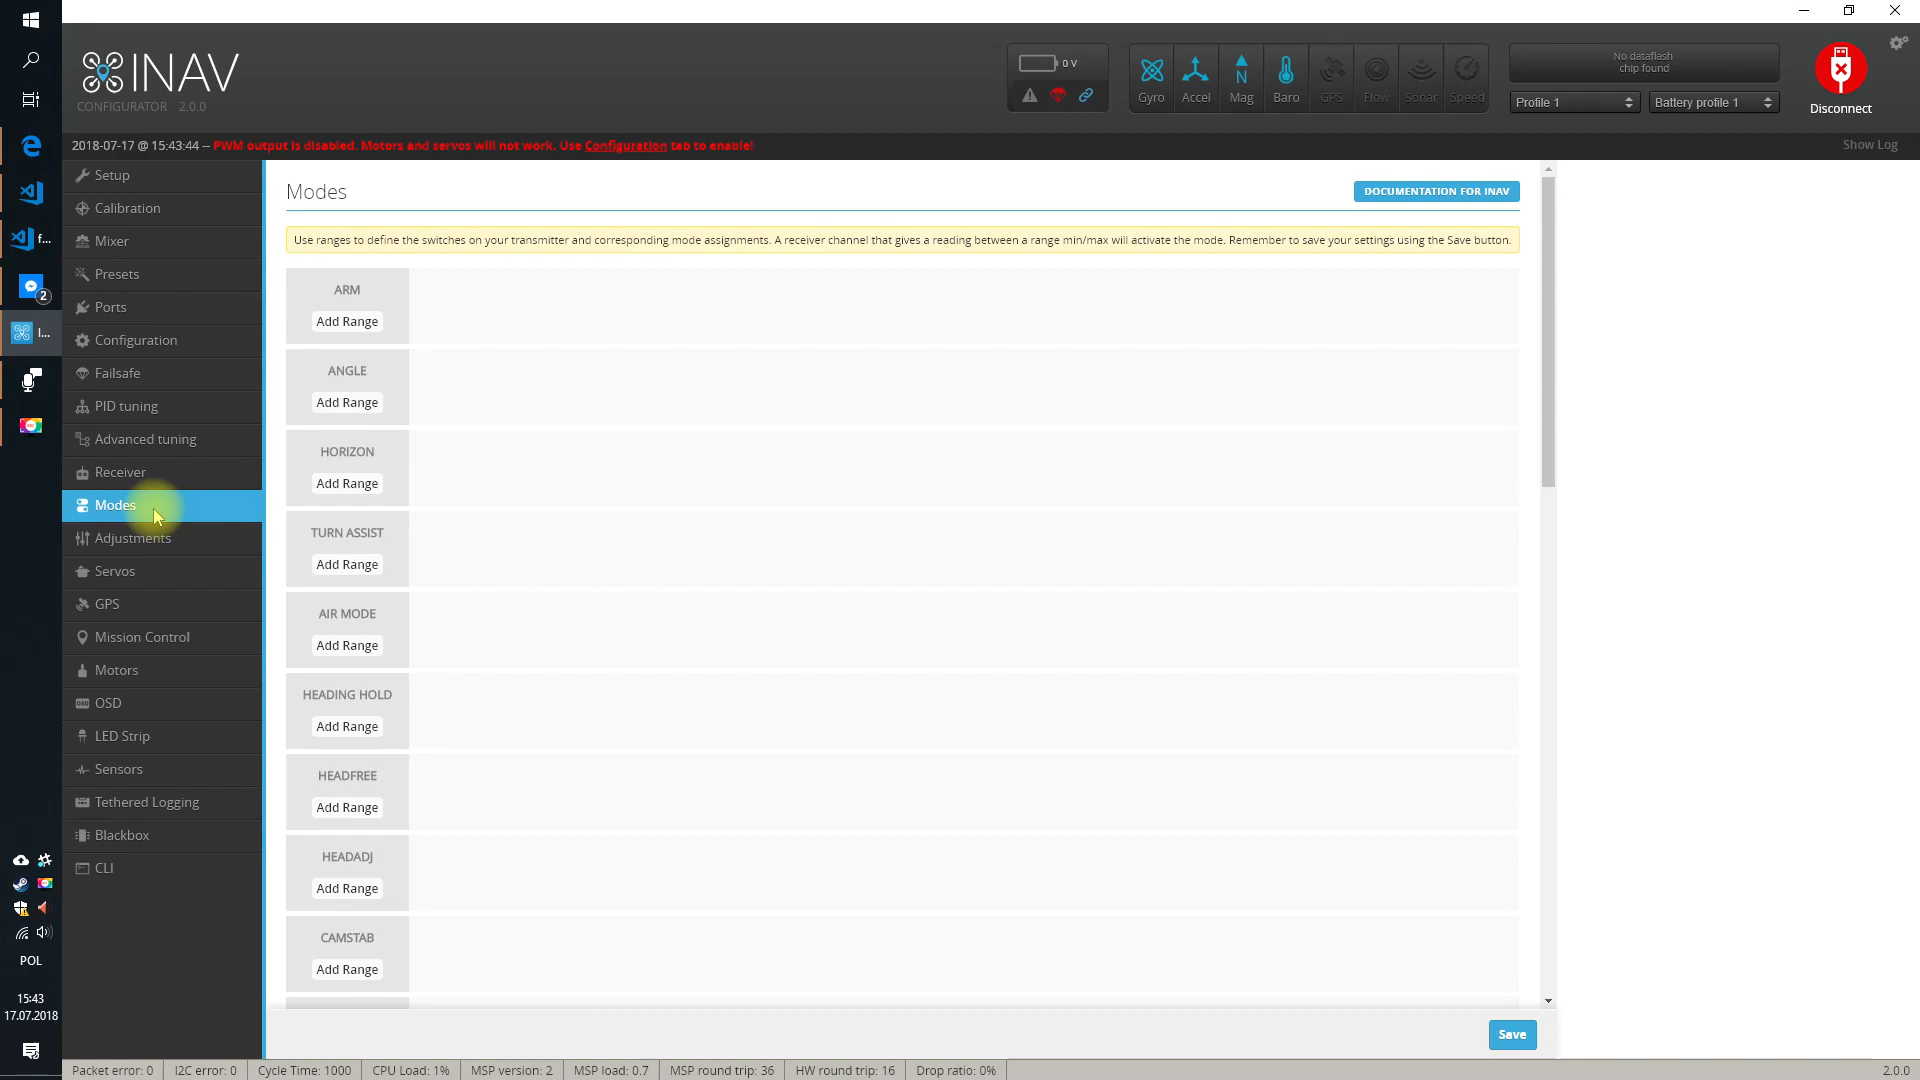 INAV
CONFIGURATOR 2.0.0
0 V
Gyro
Accel
Mag
Baro
GPS
Flow
Sonar
Speed
No dataflash
chip found
Profile 1
Battery profile 1
Disconnect
2018-07-17 @ 15:43:44 -- PWM output is disabled. Motors and servos will not work. Use Configuration tab to enable!
Show Log
f...
2
I...
POL
15:43
17.07.2018
Setup
Calibration
Mixer
Presets
Ports
Configuration
Failsafe
PID tuning
Advanced tuning
Receiver
Modes
Adjustments
Servos
GPS
Mission Control
Motors
OSD
LED Strip
Sensors
Tethered Logging
Blackbox
CLI
Modes
DOCUMENTATION FOR INAV
Use ranges to define the switches on your transmitter and corresponding mode assignments. A receiver channel that gives a reading between a range min/max will activate the mode. Remember to save your settings using the Save button.
ARM
Add Range
ANGLE
Add Range
HORIZON
Add Range
TURN ASSIST
Add Range
AIR MODE
Add Range
HEADING HOLD
Add Range
HEADFREE
Add Range
HEADADJ
Add Range
CAMSTAB
Add Range
Save
Packet error: 0
I2C error: 0
Cycle Time: 1000
CPU Load: 1%
MSP version: 2
MSP load: 0.7
MSP round trip: 36
HW round trip: 16
Drop ratio: 0%
2.0.0